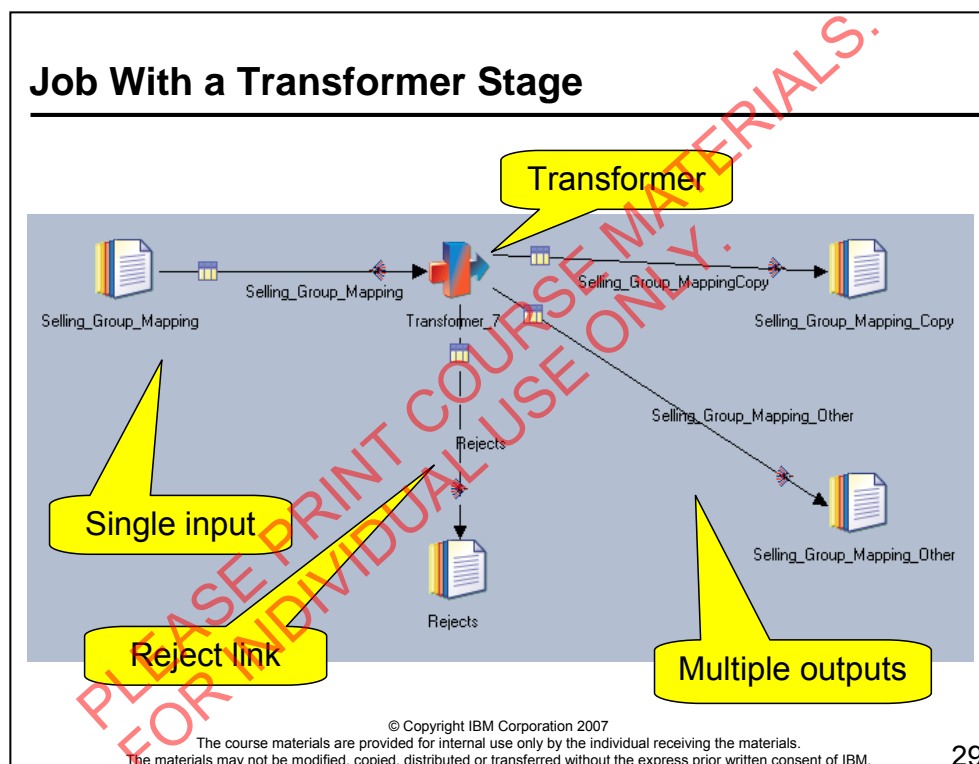 Job With a Transformer Stage
Transformer
Selling_Group_Mapping
Selling_Group_Mapping
Transformer_7
Selling_Group_MappingCopy
Selling_Group_Mapping_Copy
Selling_Group_Mapping_Other
Rejects
Single input
Selling_Group_Mapping_Other
Rejects
Reject link
Multiple outputs
PLEASE PRINT COURSE MATERIALS.
FOR INDIVIDUAL USE ONLY.
© Copyright IBM Corporation 2007
The course materials are provided for internal use only by the individual receiving the materials.
The materials may not be modified, copied, distributed or transferred without the express prior written consent of IBM.
29